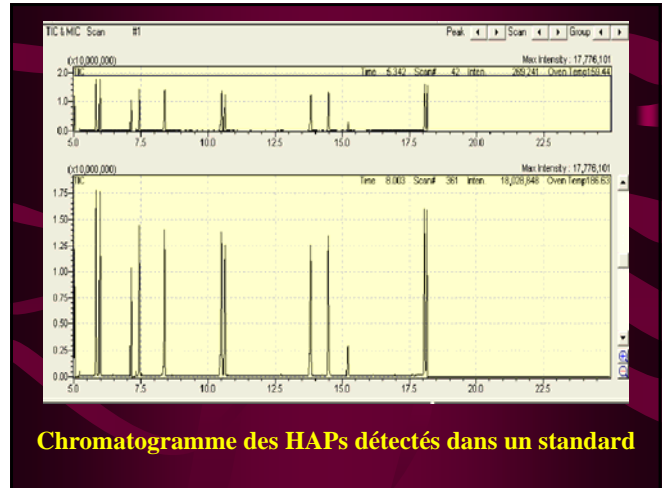 TIC & MIC Scan #1 Peak Scan Group
(x10,000,000) Max Intensity : 17,776,101
TIC Time 5.342 Scan# 42 Inten. 269,241 Oven Temp 159.44
2.0
1.0
0.0
5.0 7.5 10.0 12.5 15.0 17.5 20.0 22.5
(x10,000,000) Max Intensity : 17,776,101
TIC Time 8.003 Scan# 361 Inten. 18,028,848 Oven Temp 186.63
1.75
1.50
1.25
1.00
0.75
0.50
0.25
0.00
5.0 7.5 10.0 12.5 15.0 17.5 20.0 22.5
Chromatogramme des HAPs détectés dans un standard